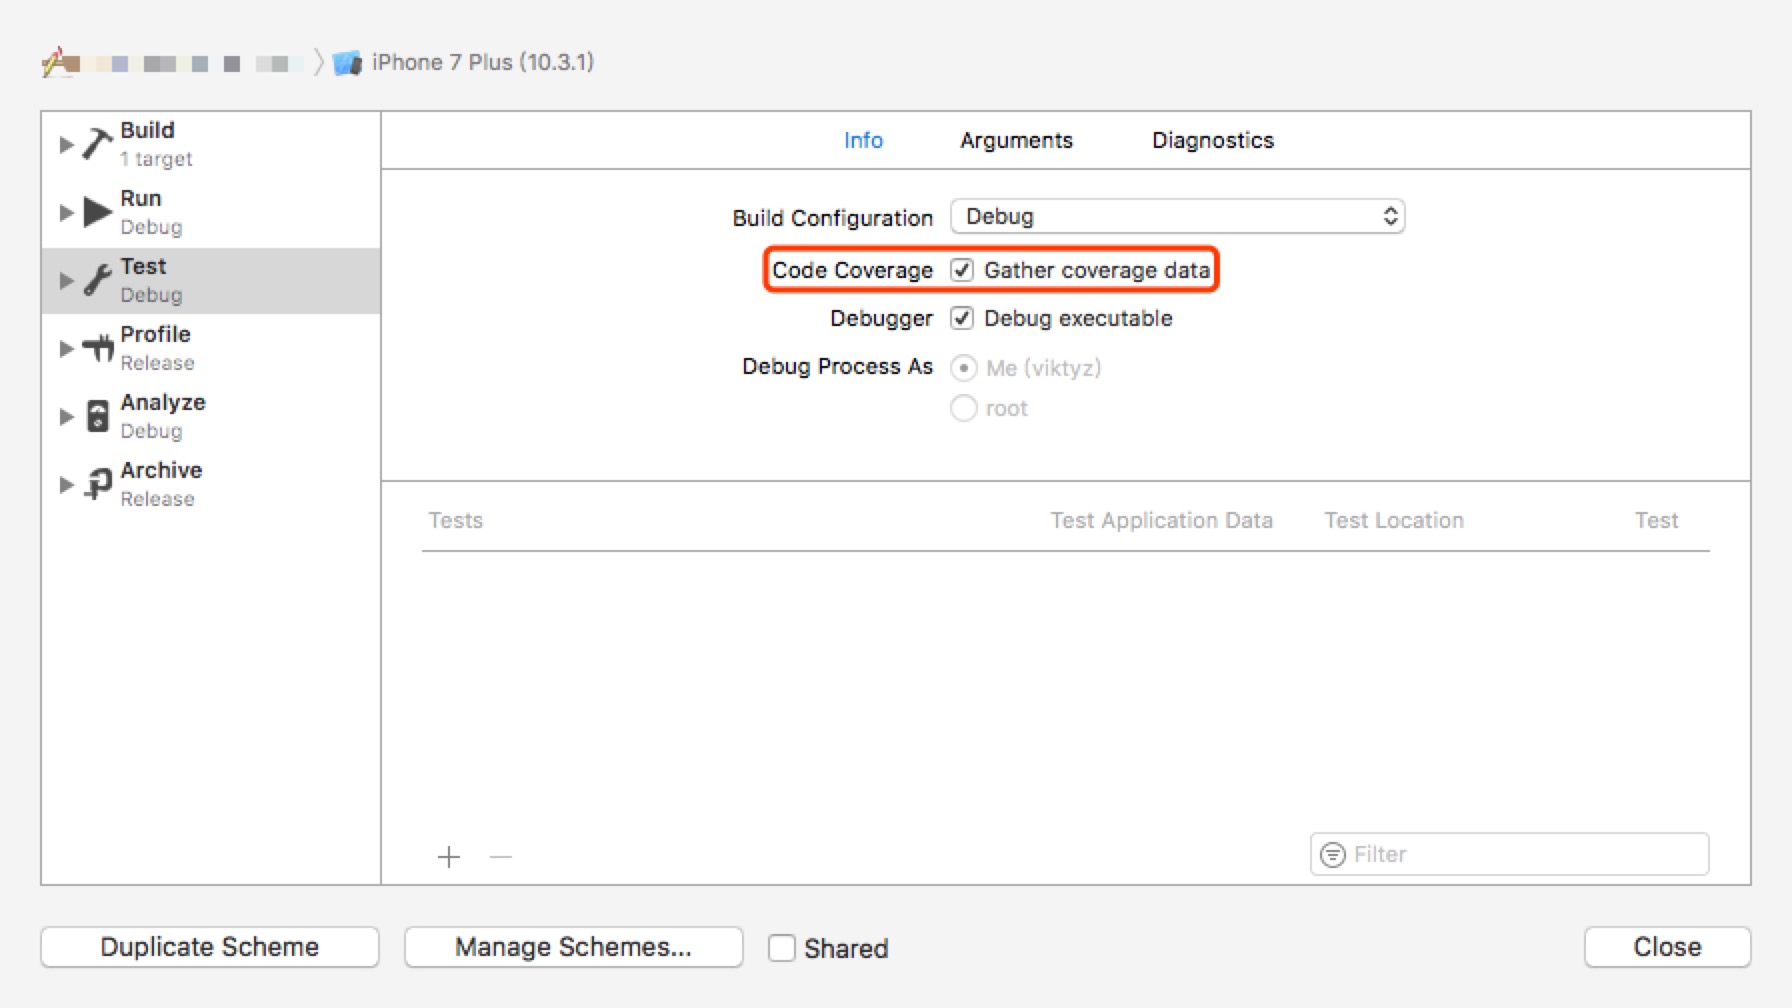 iPhone 7 Plus (10.3.1)
Build
1 target
Run
Debug
Test
Debug
Profile
Release
Analyze
Debug
Archive
Release
Info Arguments Diagnostics
Build Configuration Debug
Code Coverage Gather coverage data
Debugger Debug executable
Debug Process As Me (viktyz)
root
Tests Test Application Data Test Location Test
Filter
Duplicate Scheme Manage Schemes... Shared Close